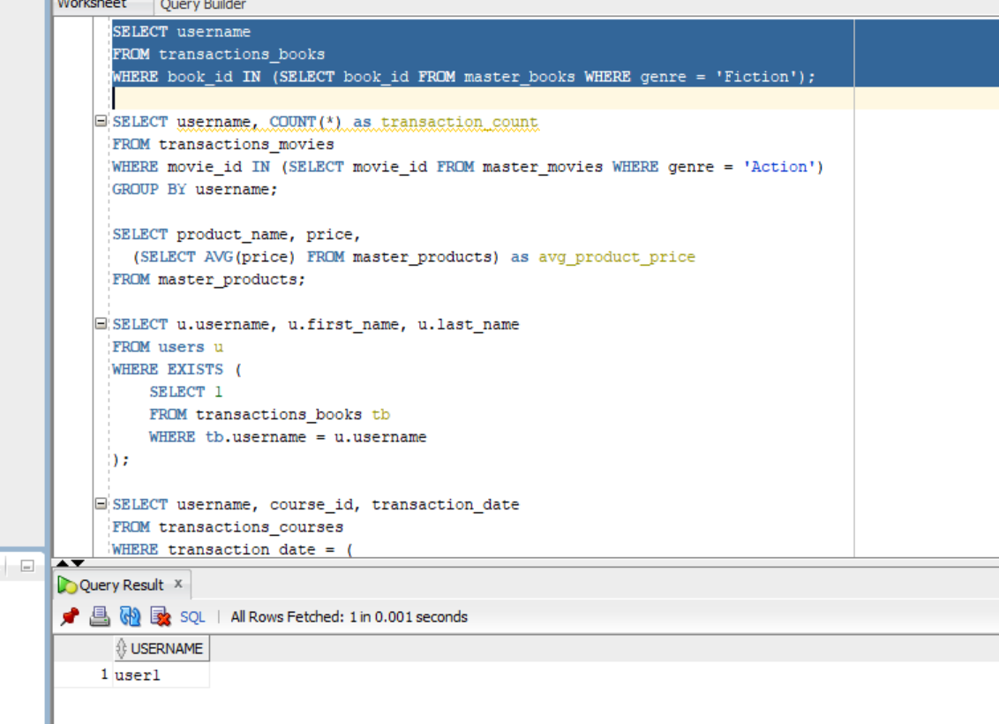 Worksheet Query Builder
SELECT username
FROM transactions_books
WHERE book_id IN (SELECT book_id FROM master_books WHERE genre = 'Fiction');
SELECT username, COUNT(*) as transaction_count
FROM transactions_movies
WHERE movie_id IN (SELECT movie_id FROM master_movies WHERE genre = 'Action')
GROUP BY username;
SELECT product_name, price,
(SELECT AVG(price) FROM master_products) as avg_product_price
FROM master_products;
SELECT u.username, u.first_name, u.last_name
FROM users u
WHERE EXISTS (
SELECT 1
FROM transactions_books tb
WHERE tb.username = u.username
);
SELECT username, course_id, transaction_date
FROM transactions_courses
WHERE transaction_date = (
Query Result x
SQL | All Rows Fetched: 1 in 0.001 seconds
USERNAME
1 user1